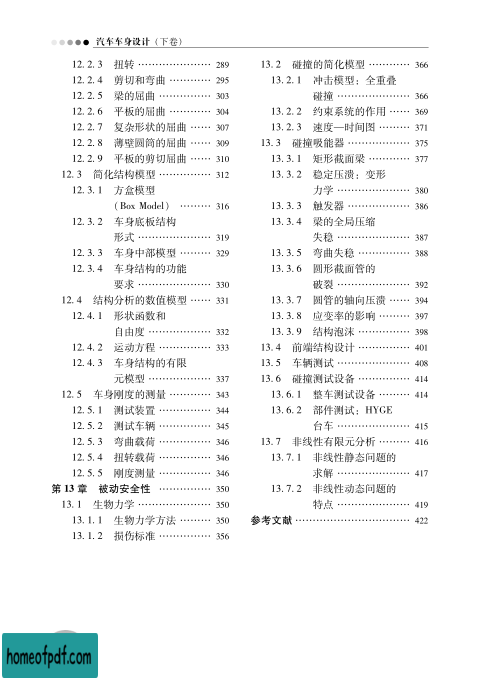 汽车车身设计(下卷)
12.2.3 扭转 ………………… 289
12.2.4 剪切和弯曲 ………… 295
12.2.5 梁的屈曲 …………… 303
12.2.6 平板的屈曲 ………… 304
12.2.7 复杂形状的屈曲 …… 307
12.2.8 薄壁圆筒的屈曲 …… 309
12.2.9 平板的剪切屈曲 …… 310
12.3 简化结构模型 …………… 312
12.3.1 方盒模型
(Box Model) ……… 316
12.3.2 车身底板结构
形式 ………………… 319
12.3.3 车身中部模型 ……… 329
12.3.4 车身结构的功能
要求 ………………… 330
12.4 结构分析的数值模型 …… 331
12.4.1 形状函数和
自由度 ……………… 332
12.4.2 运动方程 …………… 333
12.4.3 车身结构的有限
元模型 ……………… 337
12.5 车身刚度的测量 ………… 343
12.5.1 测试装置 …………… 344
12.5.2 测试车辆 …………… 345
12.5.3 弯曲载荷 …………… 346
12.5.4 扭转载荷 …………… 346
12.5.5 刚度测量 …………… 346
第13章 被动安全性 …………… 350
13.1 生物力学 ………………… 350
13.1.1 生物力学方法 ……… 350
13.1.2 损伤标准 …………… 356
13.2 碰撞的简化模型 ………… 366
13.2.1 冲击模型:全重叠
碰撞 ………………… 366
13.2.2 约束系统的作用 …… 369
13.2.3 速度—时间图 ……… 371
13.3 碰撞吸能器 ……………… 375
13.3.1 矩形截面梁 ………… 377
13.3.2 稳定压溃:变形
力学 ………………… 380
13.3.3 触发器 ……………… 386
13.3.4 梁的全局压缩
失稳 ………………… 387
13.3.5 弯曲失稳 …………… 388
13.3.6 圆形截面管的
破裂 ………………… 392
13.3.7 圆管的轴向压溃 …… 394
13.3.8 应变率的影响 ……… 397
13.3.9 结构泡沫 …………… 398
13.4 前端结构设计 …………… 401
13.5 车辆测试 ………………… 408
13.6 碰撞测试设备 …………… 414
13.6.1 整车测试设备 ……… 414
13.6.2 部件测试:HYGE
台车 ………………… 415
13.7 非线性有限元分析 ……… 416
13.7.1 非线性静态问题的
求解 ………………… 417
13.7.2 非线性动态问题的
特点 ………………… 419
参考文献 …………………………… 422
homeofpdf.com